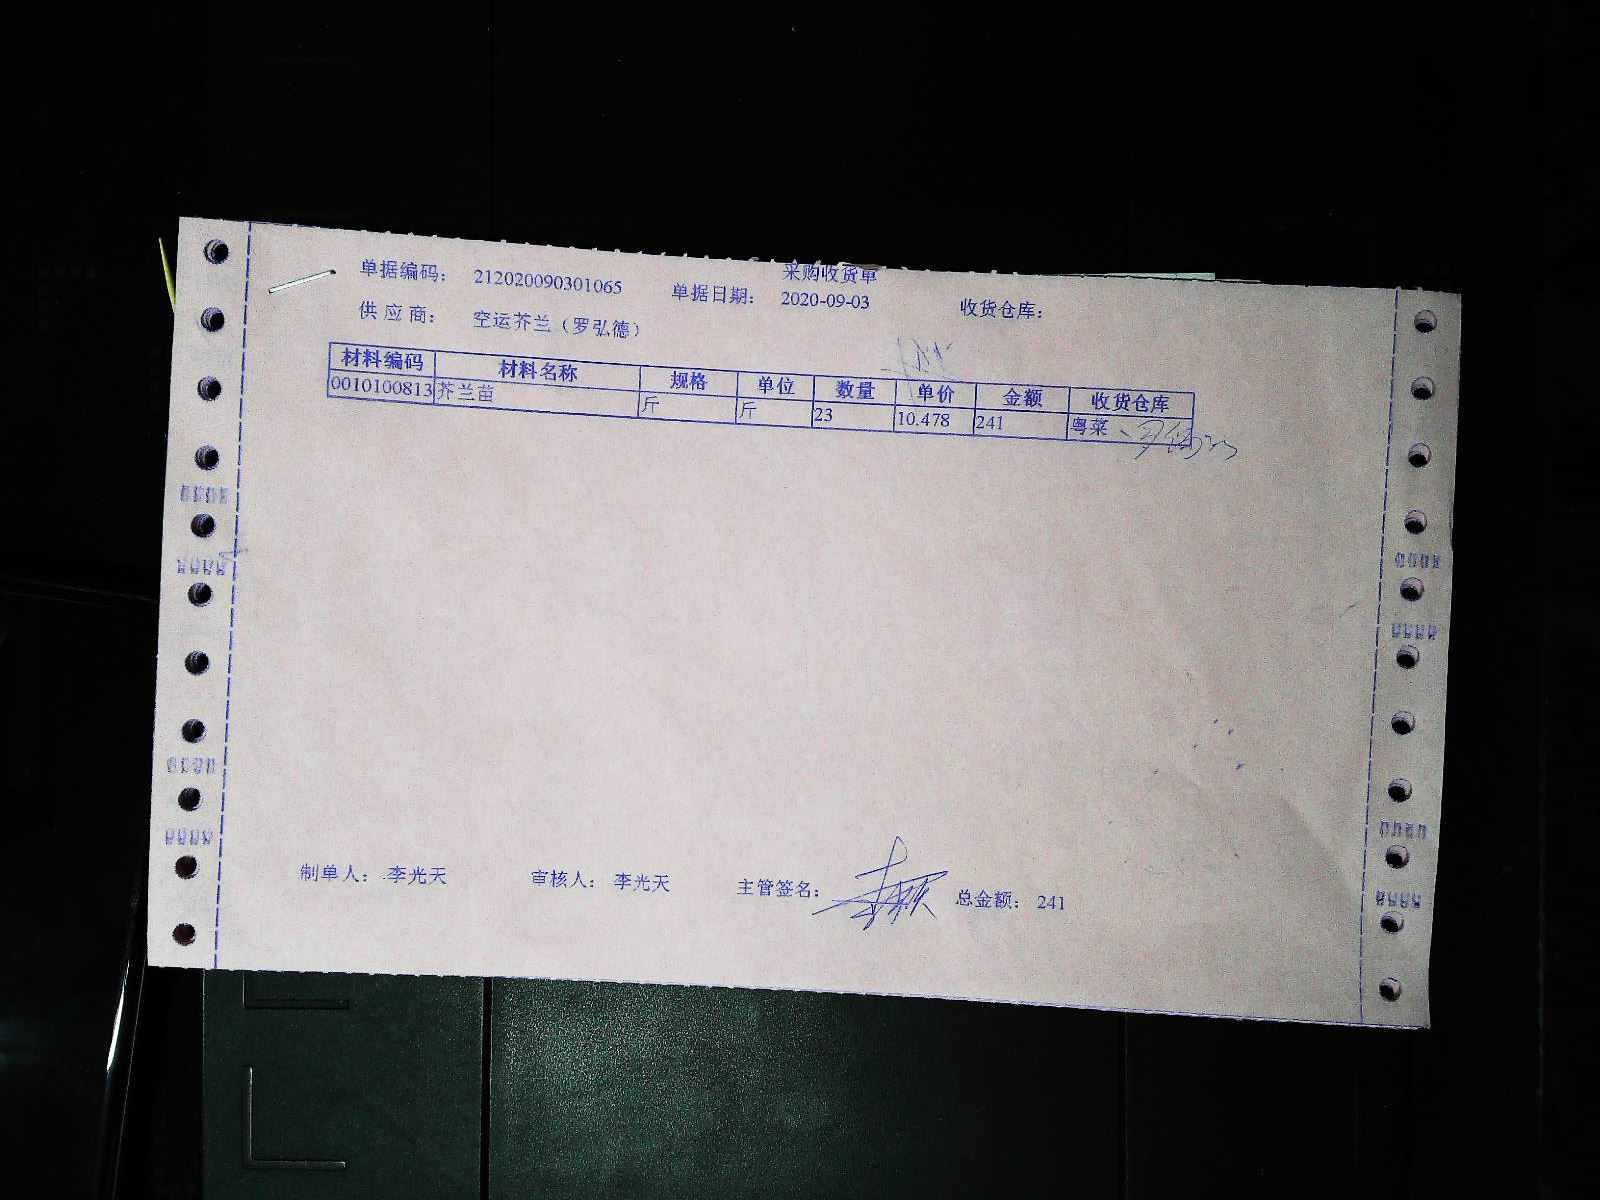 采购收货单
单据编码： 212020090301065 单据日期： 2020-09-03 收货仓库：
供 应 商： 空运芥兰（罗弘德）
材料编码 材料名称 规格 单位 数量 单价 金额 收货仓库
0010100813 芥兰苗 斤 斤 23 10.478 241 粤菜
制单人： 李光天 审核人： 李光天 主管签名： 总金额： 241